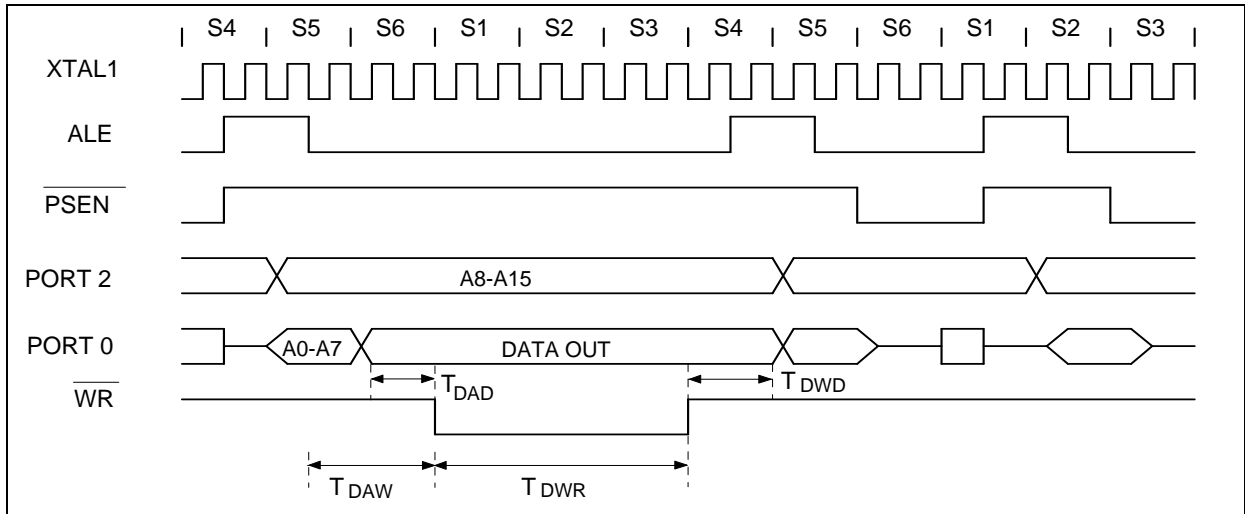 S4 S5 S6 S1 S2 S3 S4 S5 S6 S1 S2 S3
XTAL1
ALE
PSEN
PORT 2
A8-A15
PORT 0
A0-A7
DATA OUT
WR
TDAD
TDWD
TDAW
TDWR